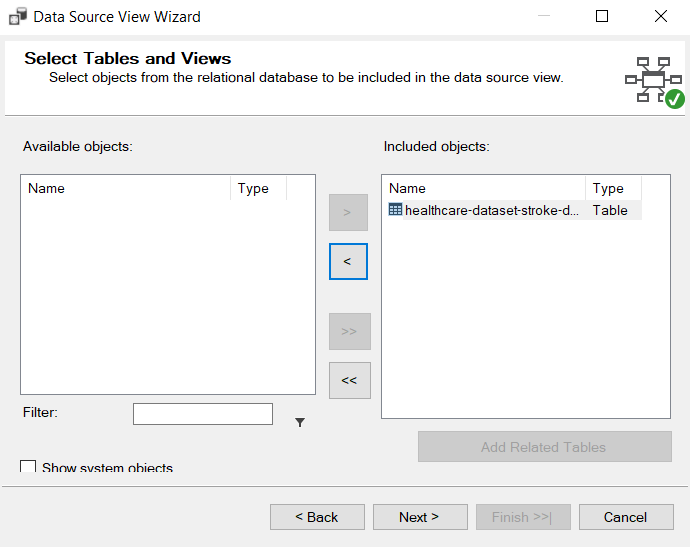 Data Source View Wizard
Select Tables and Views
Select objects from the relational database to be included in the data source view.
Available objects:
Included objects:
Name Type
Name Type
healthcare-dataset-stroke-d... Table
>
<
>>
<<
Filter:
Add Related Tables
Show system objects
< Back Next > Finish >>| Cancel